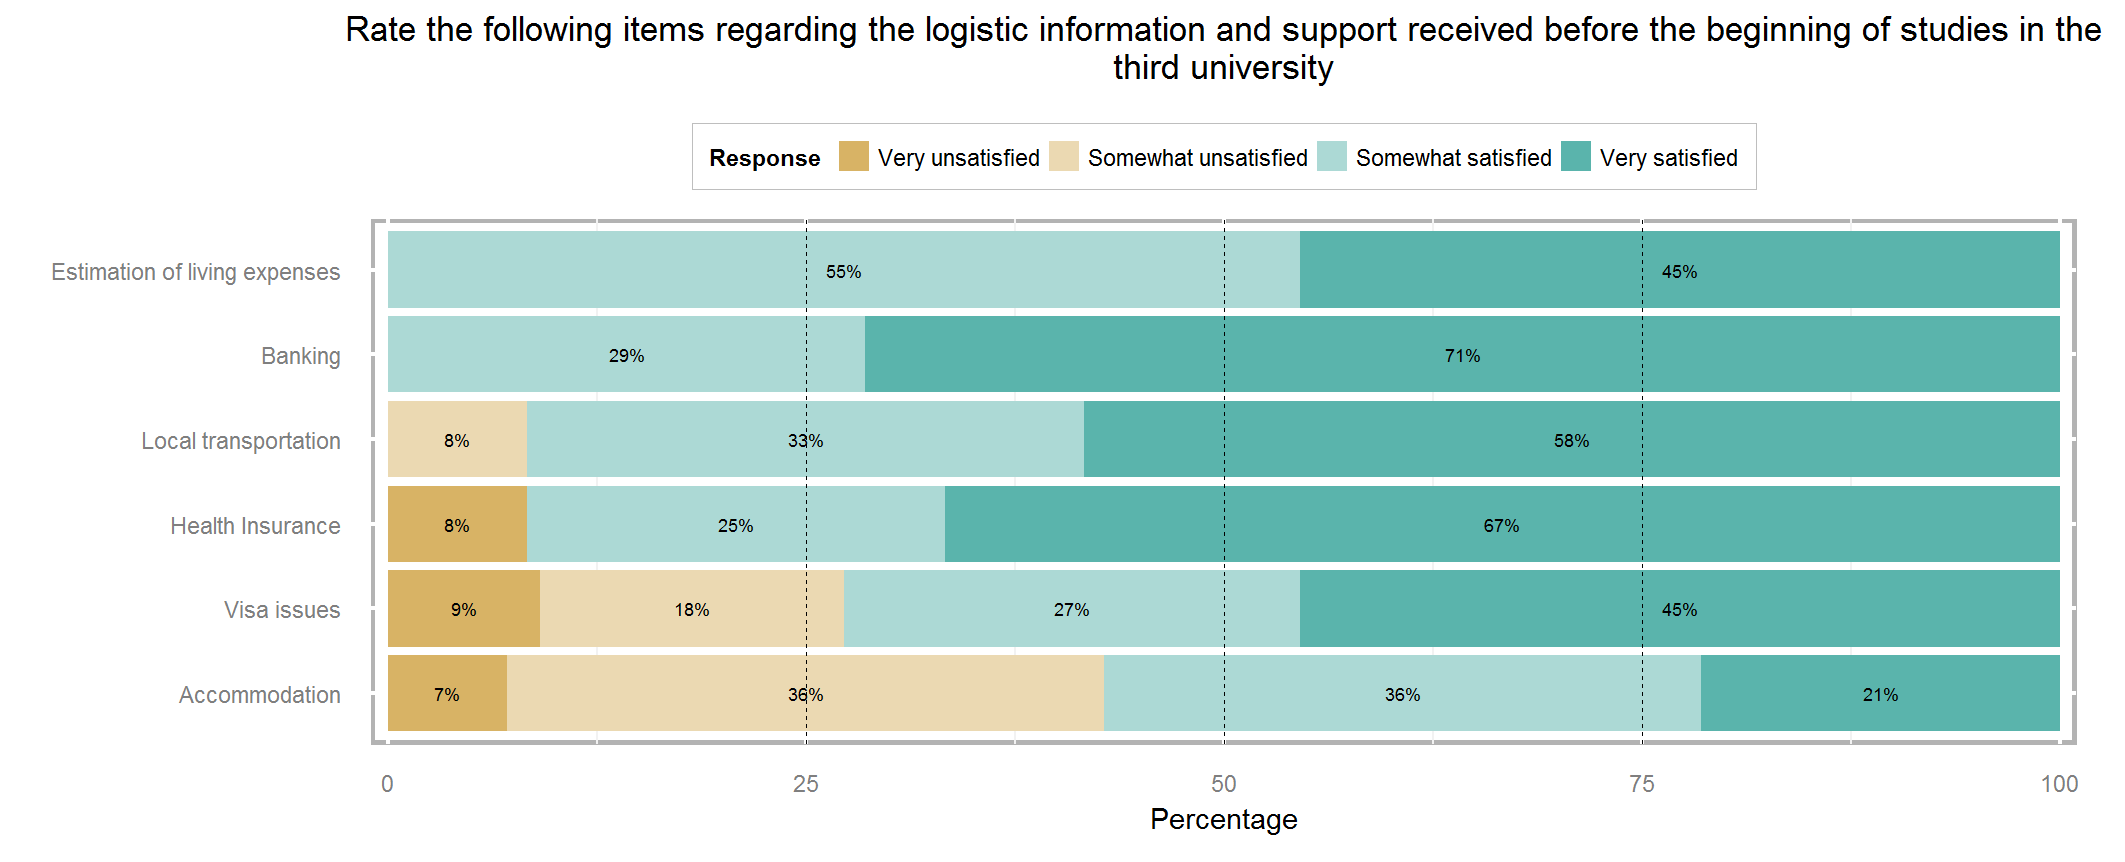 Rate the following items regarding the logistic information and support received before the beginning of studies in the
third university
Response Very unsatisfied Somewhat unsatisfied Somewhat satisfied Very satisfied
Estimation of living expenses 55% 45%
Banking 29% 71%
Local transportation 8% 33% 58%
Health Insurance 8% 25% 67%
Visa issues 9% 18% 27% 45%
Accommodation 7% 36% 36% 21%
0 25 50 75 100
Percentage